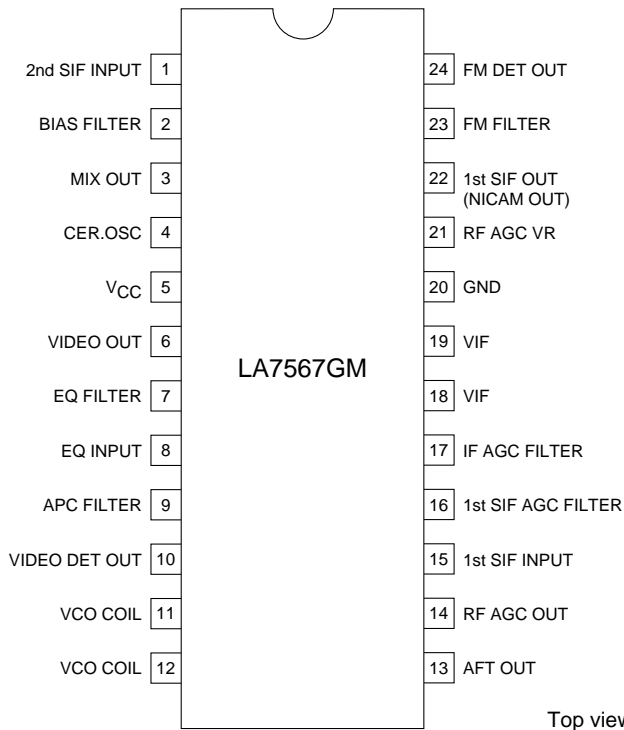 2nd SIF INPUT 1
BIAS FILTER 2
MIX OUT 3
CER.OSC 4
VCC 5
VIDEO OUT 6
EQ FILTER 7
EQ INPUT 8
APC FILTER 9
VIDEO DET OUT 10
VCO COIL 11
VCO COIL 12
LA7567GM
24 FM DET OUT
23 FM FILTER
22 1st SIF OUT
(NICAM OUT)
21 RF AGC VR
20 GND
19 VIF
18 VIF
17 IF AGC FILTER
16 1st SIF AGC FILTER
15 1st SIF INPUT
14 RF AGC OUT
13 AFT OUT
Top view